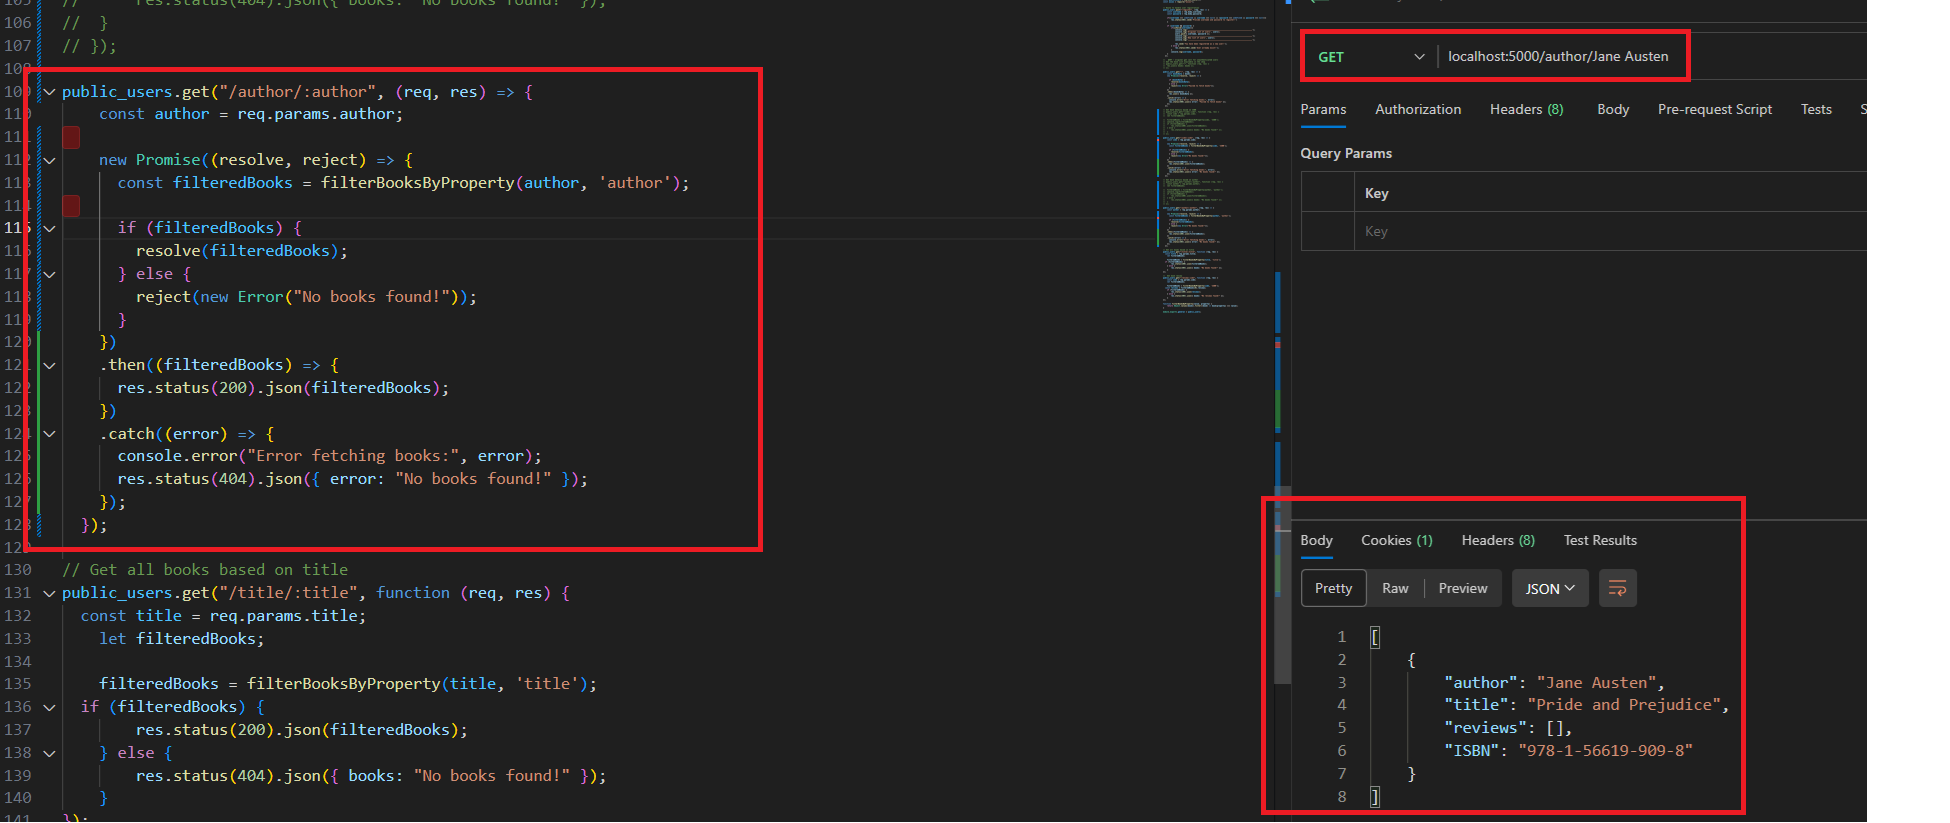 105 // res.status(404).json({ books: "No books found!" });
106 // }
107 // });
108
109 public_users.get("/author/:author", (req, res) => {
110 const author = req.params.author;
111
112 new Promise((resolve, reject) => {
113 const filteredBooks = filterBooksByProperty(author, 'author');
114
115 if (filteredBooks) {
116 resolve(filteredBooks);
117 } else {
118 reject(new Error("No books found!"));
119 }
120 })
121 .then((filteredBooks) => {
122 res.status(200).json(filteredBooks);
123 })
124 .catch((error) => {
125 console.error("Error fetching books:", error);
126 res.status(404).json({ error: "No books found!" });
127 });
128 });
129
130 // Get all books based on title
131 public_users.get("/title/:title", function (req, res) {
132 const title = req.params.title;
133 let filteredBooks;
134
135 filteredBooks = filterBooksByProperty(title, 'title');
136 if (filteredBooks) {
137 res.status(200).json(filteredBooks);
138 } else {
139 res.status(404).json({ books: "No books found!" });
140 }
141 });
GET localhost:5000/author/Jane Austen
Params Authorization Headers (8) Body Pre-request Script Tests S
Query Params
Key
Key
Body Cookies (1) Headers (8) Test Results
Pretty Raw Preview JSON
1 [
2 {
3 "author": "Jane Austen",
4 "title": "Pride and Prejudice",
5 "reviews": [],
6 "ISBN": "978-1-56619-909-8"
7 }
8 ]